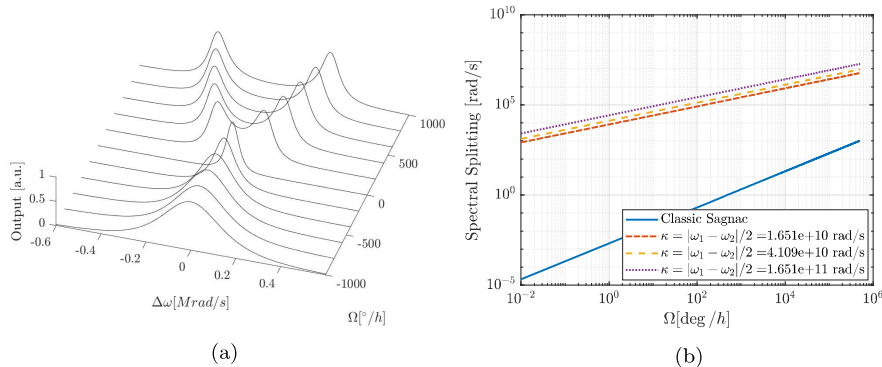 Output [a.u.]
1
0.5
0
-0.6
-0.4
-0.2
0
0.2
0.4
Δω[Mrad/s]
1000
500
0
-500
-1000
Ω[°/h]
(a)
Spectral Splitting [rad/s]
10^10
10^5
10^0
10^-5
10^-2
10^0
10^2
10^4
10^6
Ω[deg/h]
Classic Sagnac
κ = |ω₁ − ω₂|/2 =1.651e+10 rad/s
κ = |ω₁ − ω₂|/2 =4.109e+10 rad/s
κ = |ω₁ − ω₂|/2 =1.651e+11 rad/s
(b)